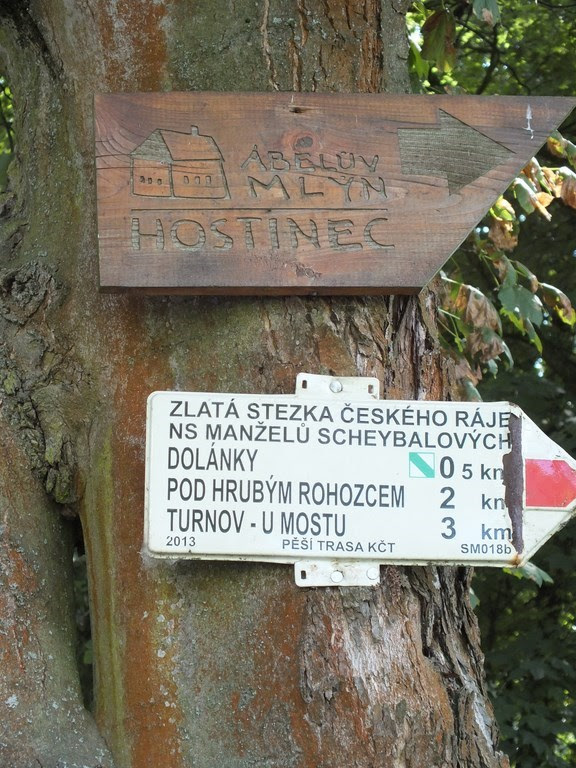 ÁBELŮV
MLÝN
HOSTINEC
ZLATÁ STEZKA ČESKÉHO RÁJE
NS MANŽELŮ SCHEYBALOVÝCH
DOLÁNKY 0 5 km
POD HRUBÝM ROHOZCEM 2 km
TURNOV - U MOSTU 3 km
2013 PĚŠÍ TRASA KČT SM018b